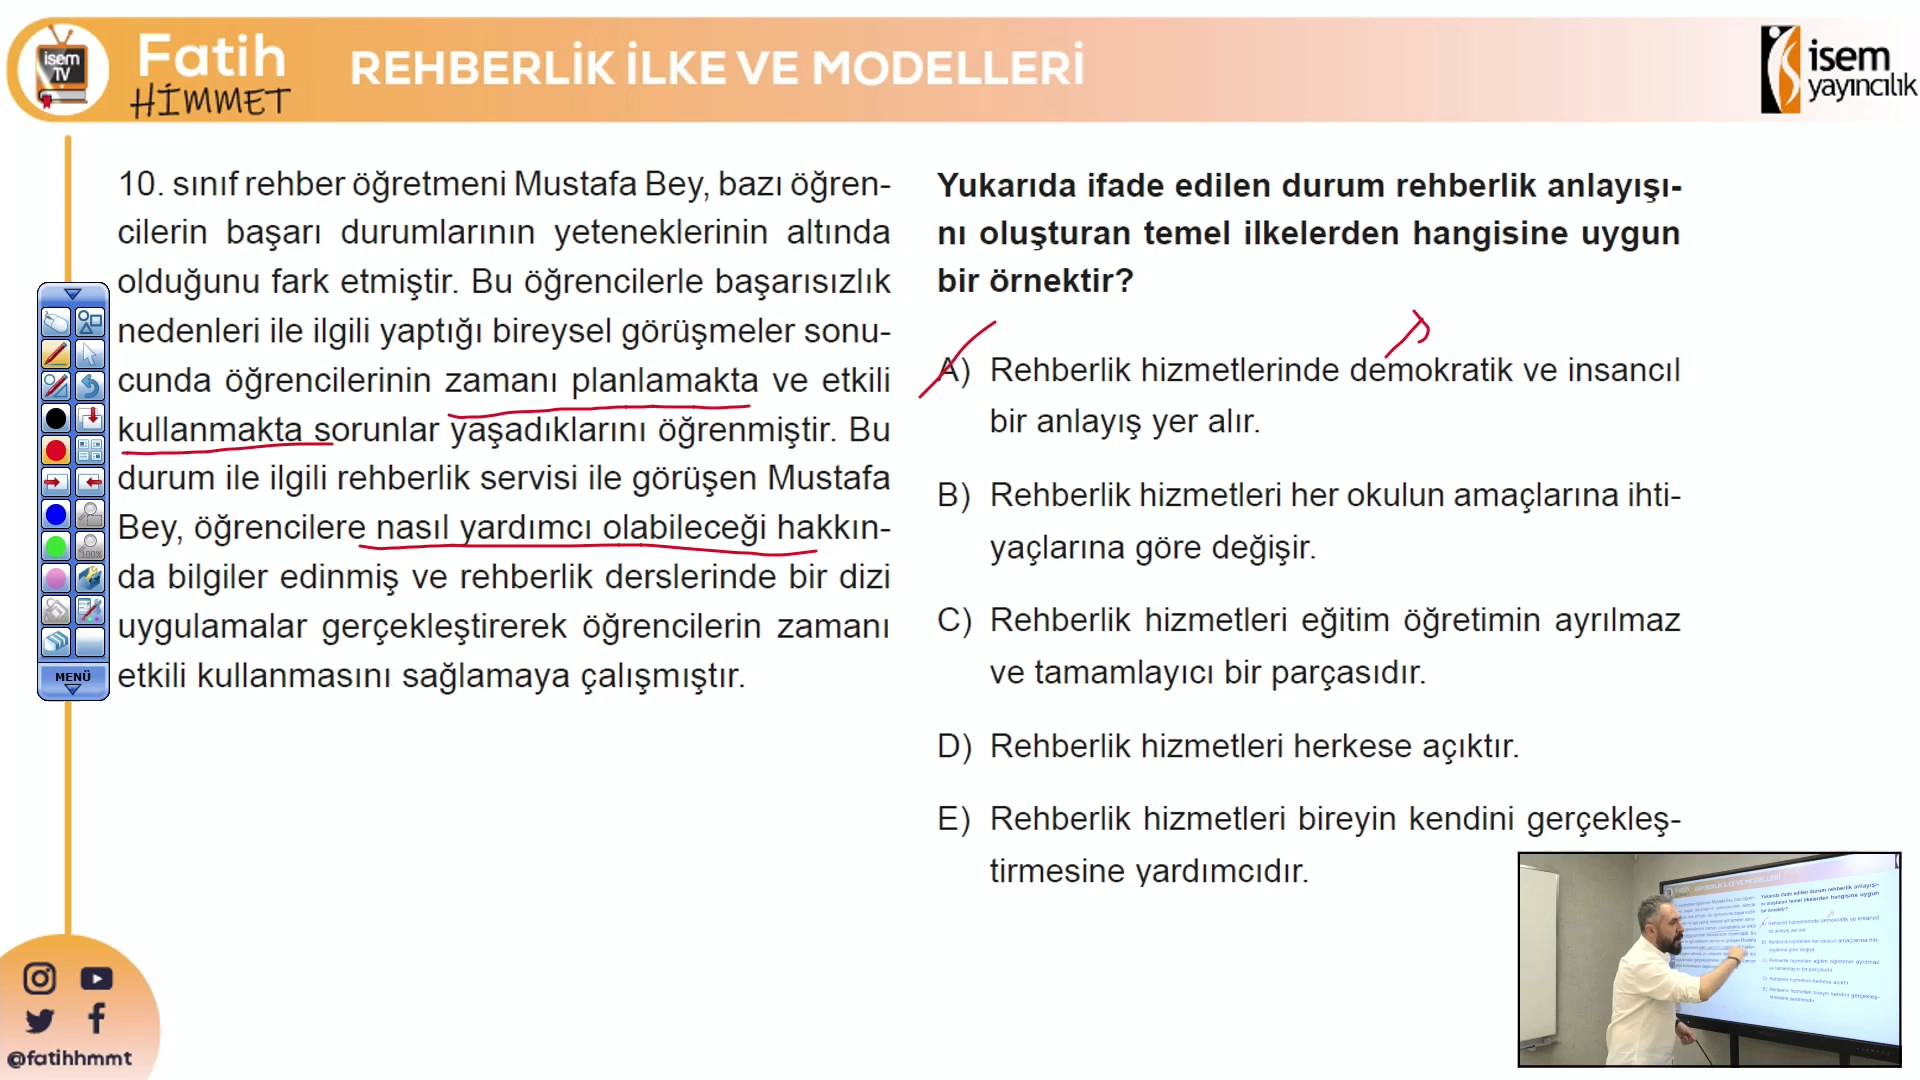 isem
TV
Fatih
HİMMET
REHBERLİK İLKE VE MODELLERİ
isem
yayıncılık
10. sınıf rehber öğretmeni Mustafa Bey, bazı öğren-
cilerin başarı durumlarının yeteneklerinin altında
olduğunu fark etmiştir. Bu öğrencilerle başarısızlık
nedenleri ile ilgili yaptığı bireysel görüşmeler sonu-
cunda öğrencilerinin zamanı planlamakta ve etkili
kullanmakta sorunlar yaşadıklarını öğrenmiştir. Bu
durum ile ilgili rehberlik servisi ile görüşen Mustafa
Bey, öğrencilere nasıl yardımcı olabileceği hakkın-
da bilgiler edinmiş ve rehberlik derslerinde bir dizi
uygulamalar gerçekleştirerek öğrencilerin zamanı
etkili kullanmasını sağlamaya çalışmıştır.
Yukarıda ifade edilen durum rehberlik anlayışı-
nı oluşturan temel ilkelerden hangisine uygun
bir örnektir?
A) Rehberlik hizmetlerinde demokratik ve insancıl
bir anlayış yer alır.
B) Rehberlik hizmetleri her okulun amaçlarına ihti-
yaçlarına göre değişir.
C) Rehberlik hizmetleri eğitim öğretimin ayrılmaz
ve tamamlayıcı bir parçasıdır.
D) Rehberlik hizmetleri herkese açıktır.
E) Rehberlik hizmetleri bireyin kendini gerçekleş-
tirmesine yardımcıdır.
100%
MENÜ
@fatihhmmt